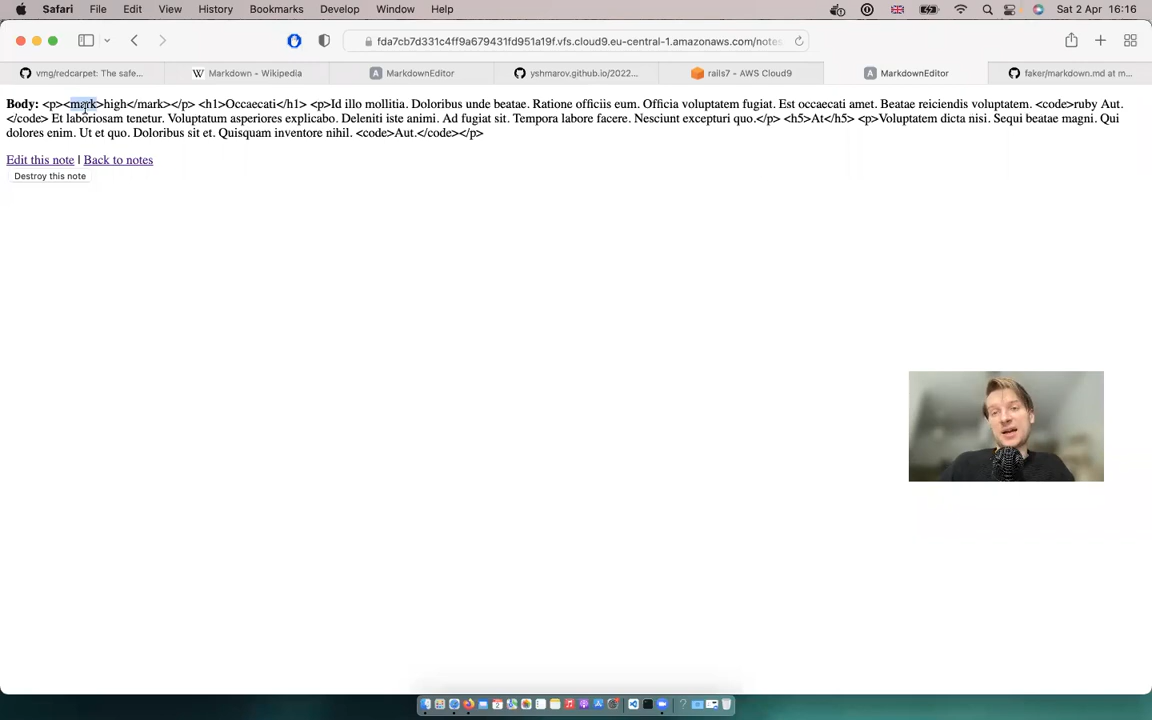 Safari File Edit View History Bookmarks Develop Window Help Sat 2 Apr 16:16
fda7cb7d331c4ff9a679431fd951a19f.vfs.cloud9.eu-central-1.amazonaws.com/notes
vmg/redcarpet: The safe... Markdown - Wikipedia MarkdownEditor yshmarov.github.io/2022... rails7 - AWS Cloud9 MarkdownEditor faker/markdown.md at m...
Body: <p><mark>high</mark></p> <h1>Occaecati</h1> <p>Id illo mollitia. Doloribus unde beatae. Ratione officiis eum. Officia voluptatem fugiat. Est occaecati amet. Beatae reiciendis voluptatem. <code>ruby Aut.
</code> Et laboriosam tenetur. Voluptatum asperiores explicabo. Deleniti iste animi. Ad fugiat sit. Tempora labore facere. Nesciunt excepturi quo.</p> <h5>At</h5> <p>Voluptatem dicta nisi. Sequi beatae magni. Qui
dolores enim. Ut et quo. Doloribus sit et. Quisquam inventore nihil. <code>Aut.</code></p>
Edit this note | Back to notes
Destroy this note